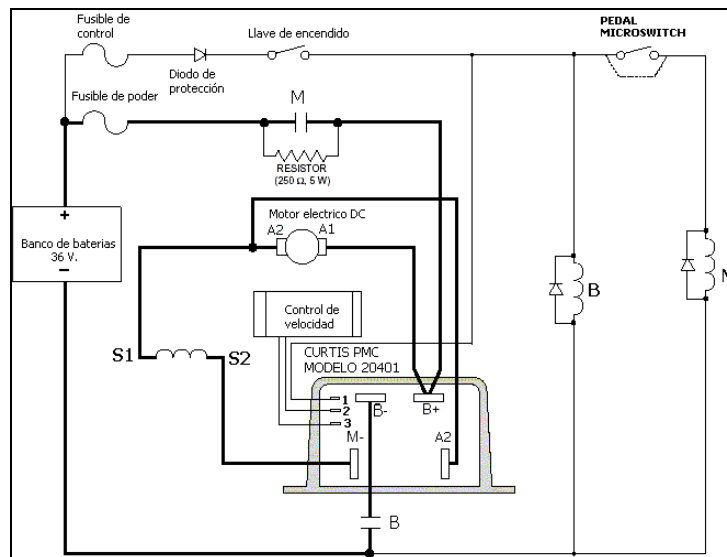 Fusible de
control
Llave de encendido
PEDAL
MICROSWITCH
Diodo de
protección
Fusible de poder
M
RESISTOR
(250 Ω, 5 W)
+
Banco de baterias
36 V.
−
Motor electrico DC
A2
A1
B
M
Control de
velocidad
S1
S2
CURTIS PMC
MODELO 20401
1
2
3
B-
B+
M-
A2
B